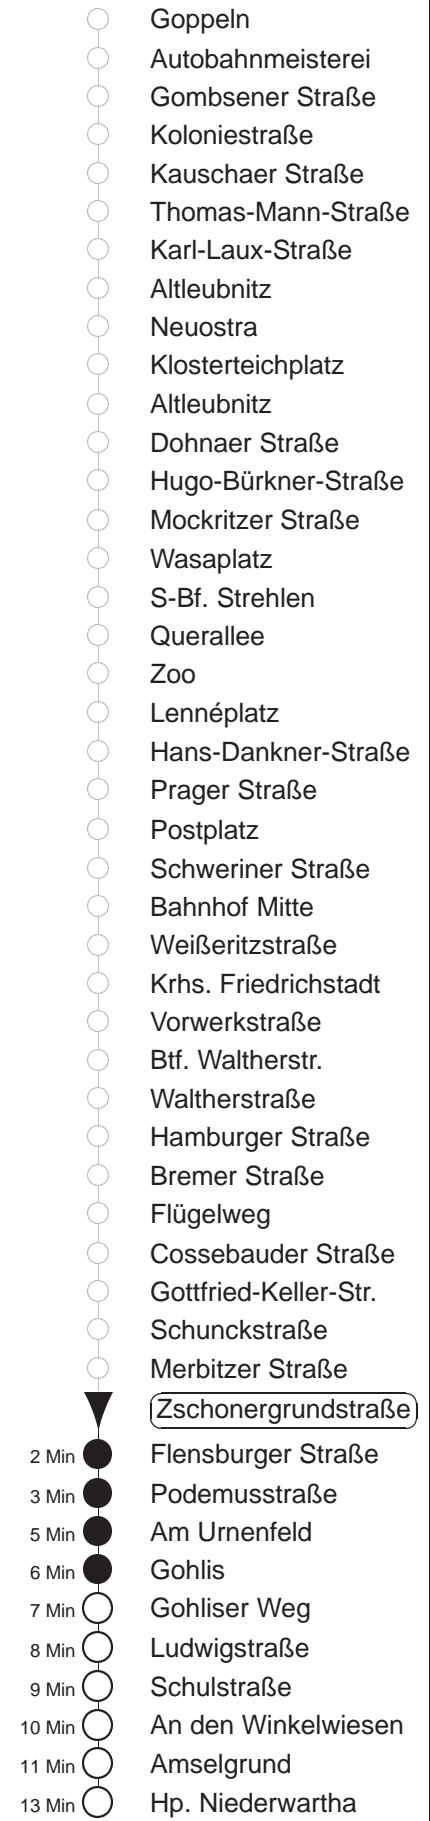 Goppeln
Autobahnmeisterei
Gombsener Straße
Koloniestraße
Kauschaer Straße
Thomas-Mann-Straße
Karl-Laux-Straße
Altleubnitz
Neuostra
Klosterteichplatz
Altleubnitz
Dohnaer Straße
Hugo-Bürkner-Straße
Mockritzer Straße
Wasaplatz
S-Bf. Strehlen
Querallee
Zoo
Lennéplatz
Hans-Dankner-Straße
Prager Straße
Postplatz
Schweriner Straße
Bahnhof Mitte
Weißeritzstraße
Krhs. Friedrichstadt
Vorwerkstraße
Btf. Waltherstr.
Waltherstraße
Hamburger Straße
Bremer Straße
Flügelweg
Cossebauder Straße
Gottfried-Keller-Str.
Schunckstraße
Merbitzer Straße
Zschonergrundstraße
2 Min Flensburger Straße
3 Min Podemusstraße
5 Min Am Urnenfeld
6 Min Gohlis
7 Min Gohliser Weg
8 Min Ludwigstraße
9 Min Schulstraße
10 Min An den Winkelwiesen
11 Min Amselgrund
13 Min Hp. Niederwartha